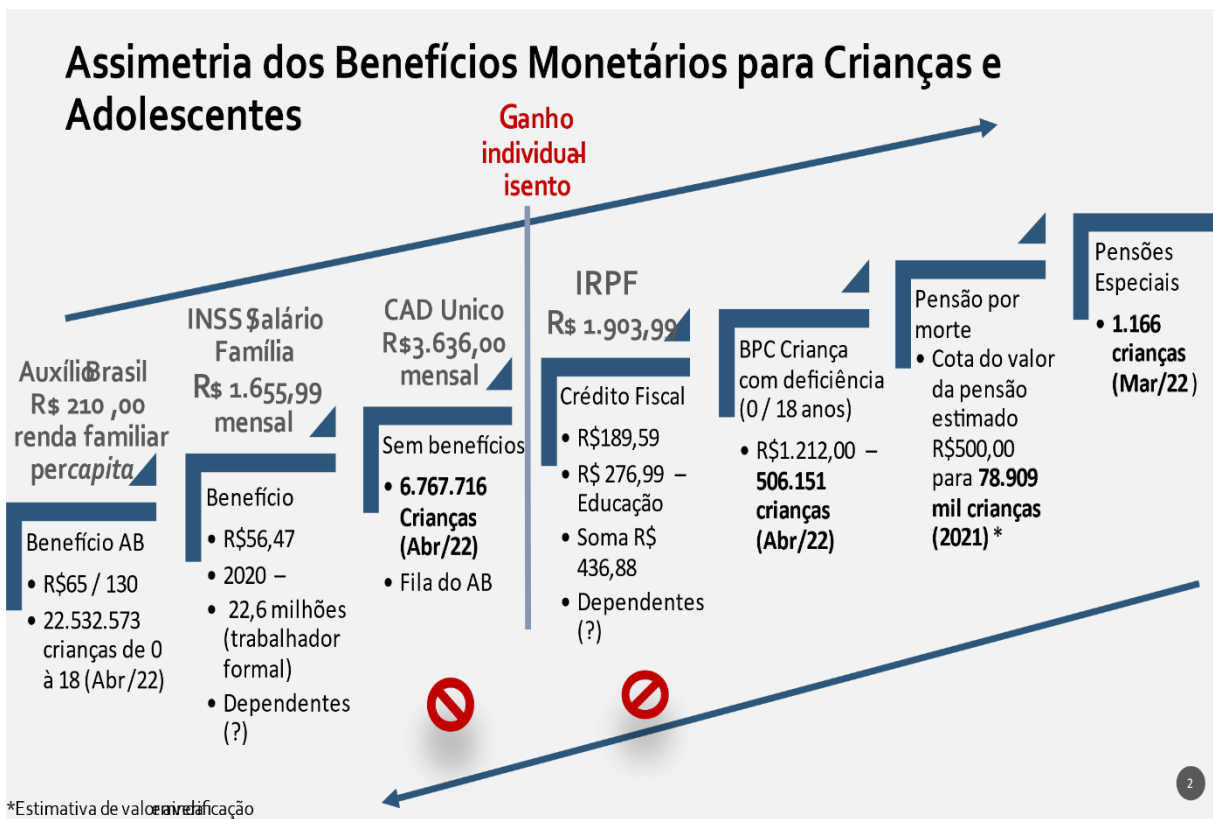 Assimetria dos Benefícios Monetários para Crianças e
Adolescentes
Ganho
individual-
isento
Auxílio Brasil
R$ 210 ,00
renda familiar
percapita
Benefício AB
• R$65 / 130
• 22.532.573
crianças de 0
à 18 (Abr/22)
INSS Salário
Família
R$ 1.655,99
mensal
Benefício
• R$56,47
• 2020 –
• 22,6 milhões
(trabalhador
formal)
• Dependentes
(?)
CAD Unico
R$3.636,00
mensal
Sem benefícios
• 6.767.716
Crianças
(Abr/22)
• Fila do AB
IRPF
R$ 1.903,99
Crédito Fiscal
• R$189,59
• R$ 276,99 –
Educação
• Soma R$
436,88
• Dependentes
(?)
BPC Criança
com deficiência
(0 / 18 anos)
• R$1.212,00 –
506.151
crianças
(Abr/22)
Pensão por
morte
• Cota do valor
da pensão
estimado
R$500,00
para 78.909
mil crianças
(2021) *
Pensões
Especiais
• 1.166
crianças
(Mar/22 )
2
*Estimativa de valor